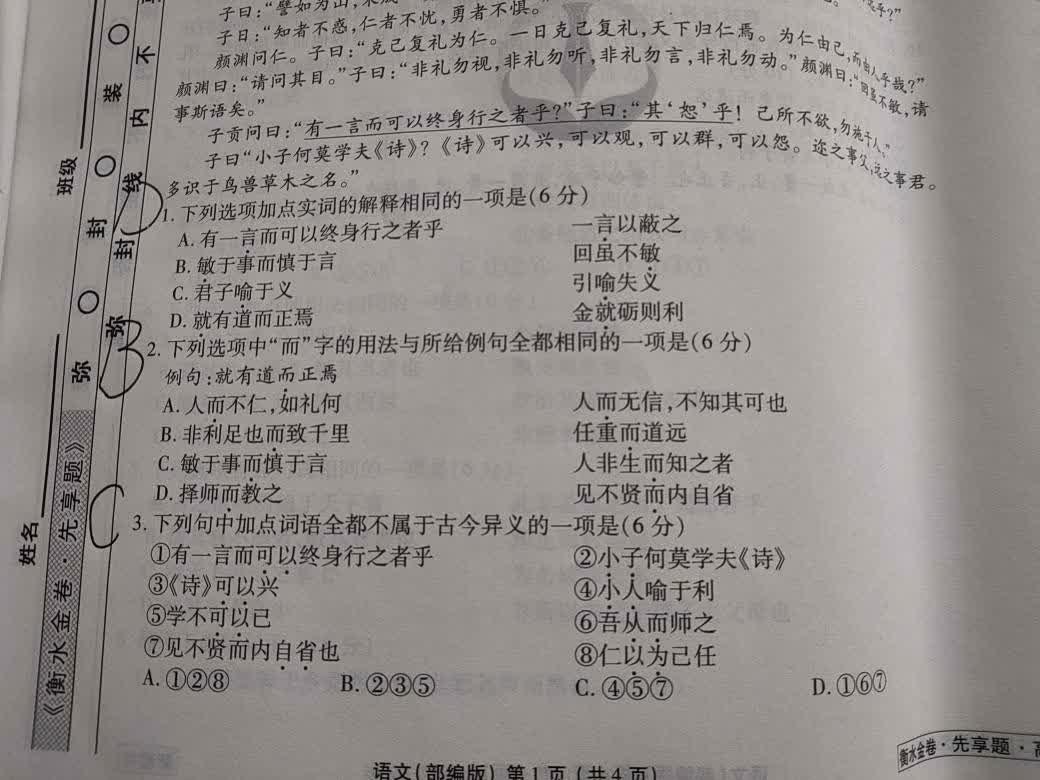 子曰:“譬如为山,未成
子曰:“知者不惑,仁者不忧,勇者不惧。”
颜渊问仁。子曰:“克己复礼为仁。一日克己复礼,天下归仁焉。为仁由己,而由人乎哉?”
颜渊曰:“请问其目。”子曰:“非礼勿视,非礼勿听,非礼勿言,非礼勿动。”颜渊曰:“回虽不敏,请
事斯语矣。”
子贡问曰:“有一言而可以终身行之者乎?”子曰:“其‘恕’乎!己所不欲,勿施于人。”
子曰“小子何莫学夫《诗》?《诗》可以兴,可以观,可以群,可以怨。迩之事父,远之事君。
多识于鸟兽草木之名。”
1. 下列选项加点实词的解释相同的一项是(6分)
A. 有一言而可以终身行之者乎 一言以蔽之
B. 敏于事而慎于言 回虽不敏
C. 君子喻于义 引喻失义
D. 就有道而正焉 金就砺则利
2. 下列选项中“而”字的用法与所给例句全都相同的一项是(6分)
例句:就有道而正焉
A. 人而不仁,如礼何 人而无信,不知其可也
B. 非利足也而致千里 任重而道远
C. 敏于事而慎于言 人非生而知之者
D. 择师而教之 见不贤而内自省
3. 下列句中加点词语全都不属于古今异义的一项是(6分)
①有一言而可以终身行之者乎 ②小子何莫学夫《诗》
③《诗》可以兴 ④小人喻于利
⑤学不可以已 ⑥吾从而师之
⑦见不贤而内自省也 ⑧仁以为己任
A. ①②⑧ B. ②③⑤ C. ④⑤⑦ D. ①⑥⑦
语文(部编版) 第1页(共4页)
衡水金卷·先享题·高
班级
姓名
装 封 弥
不 内 线 封 弥
《衡水金卷·先享题》